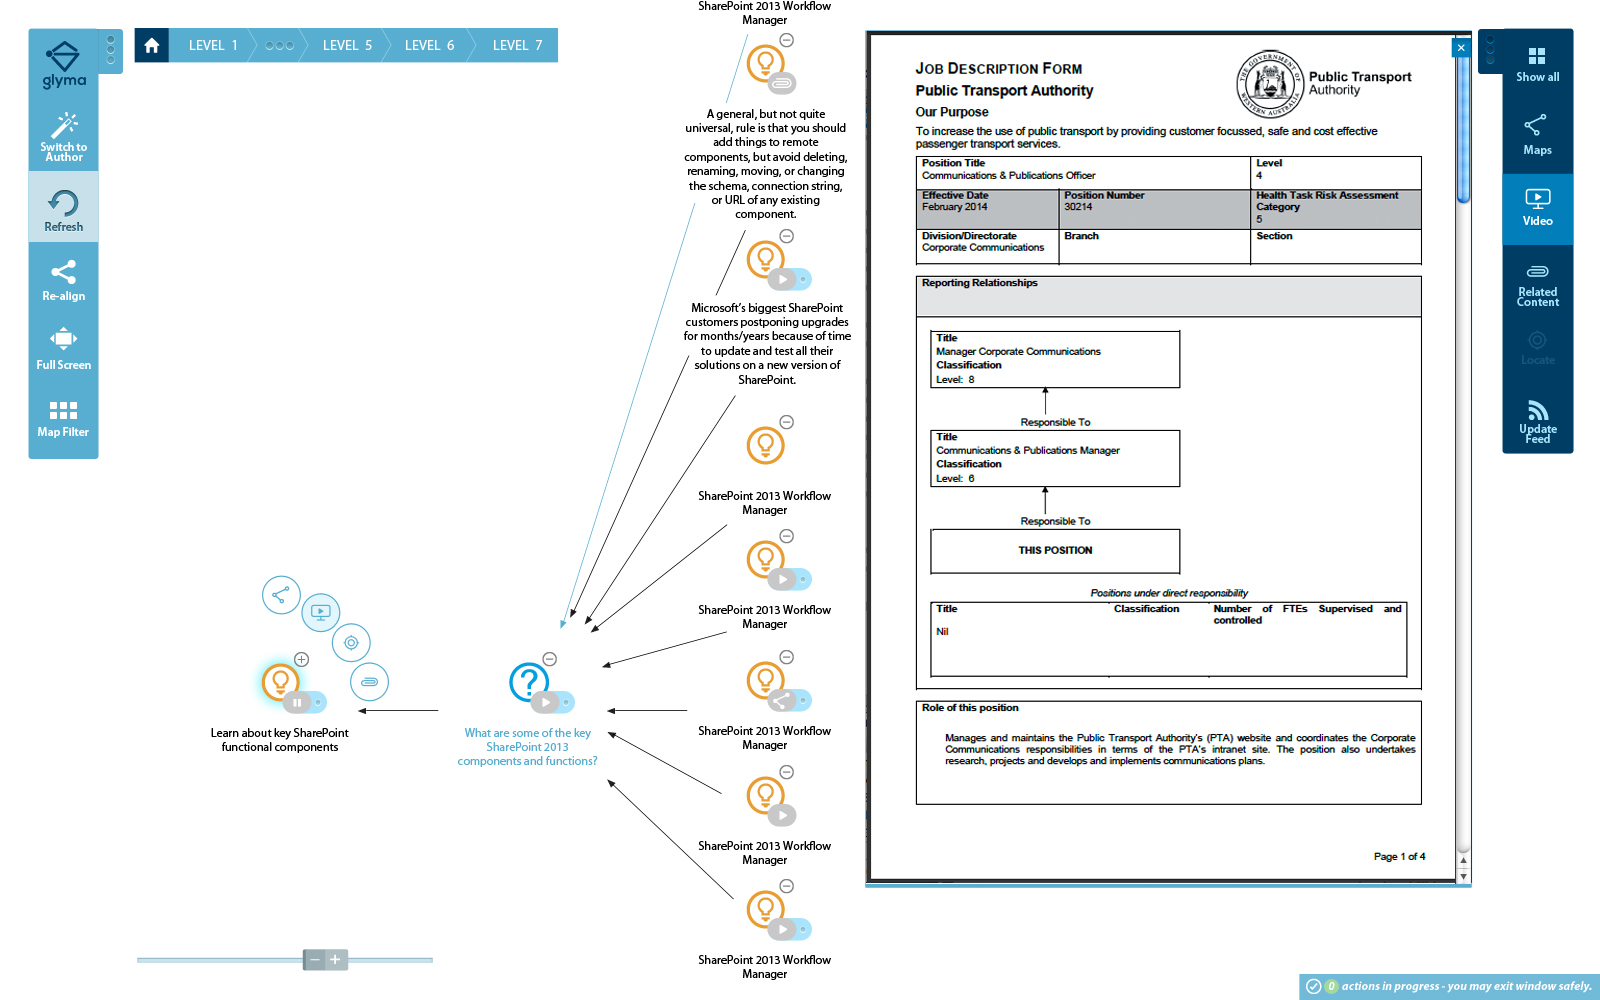 glyma
Switch to
Author
Refresh
Re-align
Full Screen
Map Filter
LEVEL 1
LEVEL 5
LEVEL 6
LEVEL 7
SharePoint 2013 Workflow
Manager
A general, but not quite
universal, rule is that you should
add things to remote
components, but avoid deleting,
renaming, moving, or changing
the schema, connection string,
or URL of any existing
component.
Microsoft's biggest SharePoint
customers postponing upgrades
for months/years because of time
to update and test all their
solutions on a new version of
SharePoint.
SharePoint 2013 Workflow
Manager
SharePoint 2013 Workflow
Manager
SharePoint 2013 Workflow
Manager
SharePoint 2013 Workflow
Manager
SharePoint 2013 Workflow
Manager
Learn about key SharePoint
functional components
What are some of the key
SharePoint 2013
components and functions?
JOB DESCRIPTION FORM
Public Transport Authority
Our Purpose
To increase the use of public transport by providing customer focussed, safe and cost effective
passenger transport services.
THE GOVERNMENT OF
WESTERN AUSTRALIA
Public Transport
Authority
Position Title
Communications & Publications Officer
Level
4
Effective Date
February 2014
Position Number
30214
Health Task Risk Assessment
Category
5
Division/Directorate
Corporate Communications
Branch
Section
Reporting Relationships
Title
Manager Corporate Communications
Classification
Level: 8
Responsible To
Title
Communications & Publications Manager
Classification
Level: 6
Responsible To
THIS POSITION
Positions under direct responsibility
Title
Classification
Number of FTEs Supervised and
controlled
Nil
Role of this position
Manages and maintains the Public Transport Authority's (PTA) website and coordinates the Corporate
Communications responsibilities in terms of the PTA's intranet site. The position also undertakes
research, projects and develops and implements communications plans.
Page 1 of 4
Show all
Maps
Video
Related
Content
Locate
Update
Feed
0 actions in progress - you may exit window safely.